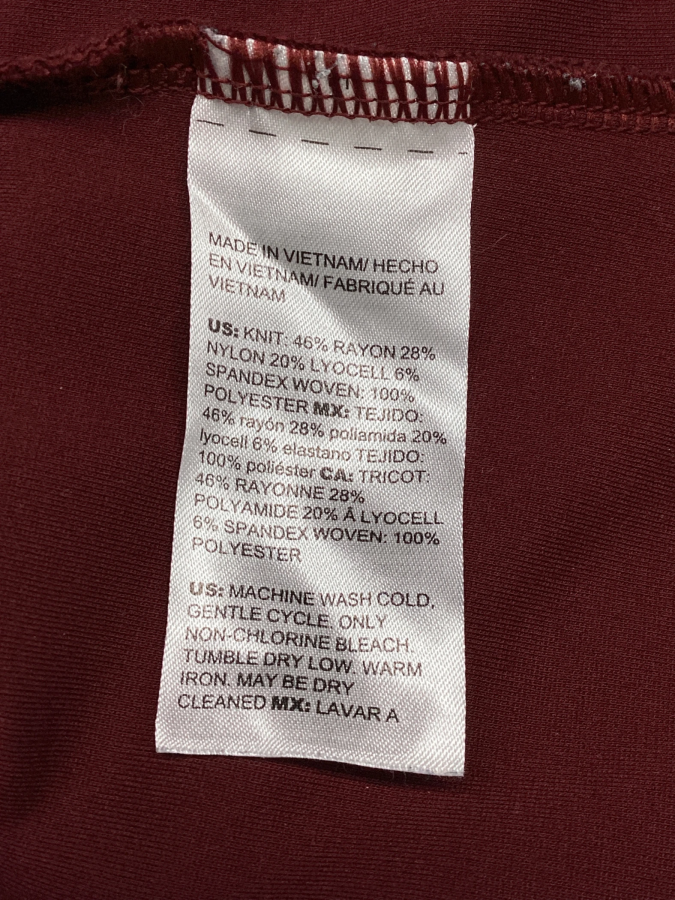 MADE IN VIETNAM/ HECHO
EN VIETNAM/ FABRIQUÉ AU
VIETNAM
US: KNIT: 46% RAYON 28%
NYLON 20% LYOCELL 6%
SPANDEX WOVEN: 100%
POLYESTER MX: TEJIDO:
46% rayón 28% poliamida 20%
lyocell 6% elastano TEJIDO:
100% poliéster CA: TRICOT:
46% RAYONNE 28%
POLYAMIDE 20% Â LYOCELL
6% SPANDEX WOVEN: 100%
POLYESTER
US: MACHINE WASH COLD,
GENTLE CYCLE, ONLY
NON-CHLORINE BLEACH.
TUMBLE DRY LOW. WARM
IRON. MAY BE DRY
CLEANED MX: LAVAR A